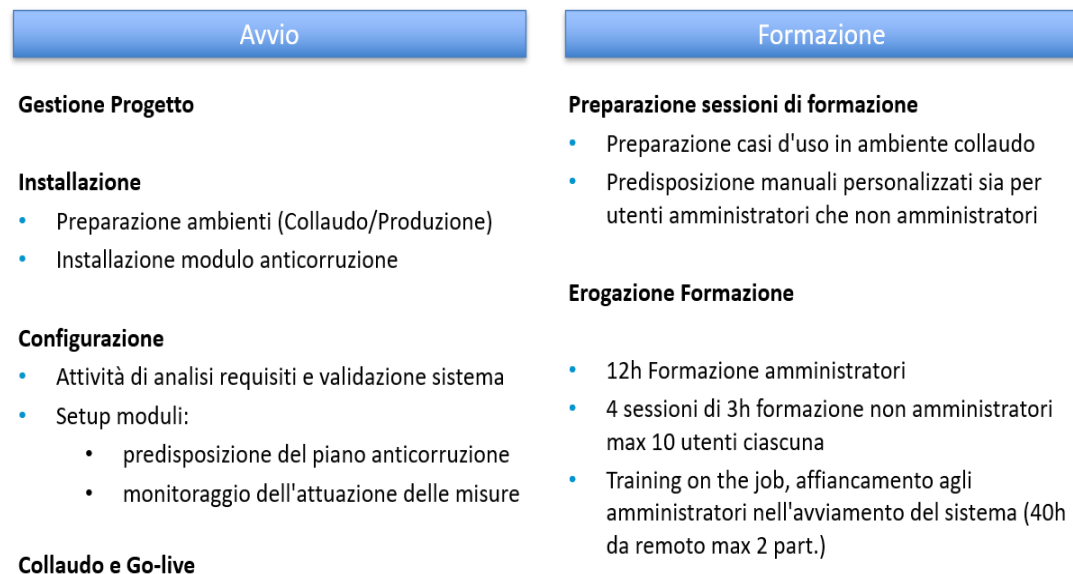 Avvio
Gestione Progetto
Installazione
• Preparazione ambienti (Collaudo/Produzione)
• Installazione modulo anticorruzione
Configurazione
• Attività di analisi requisiti e validazione sistema
• Setup moduli:
• predisposizione del piano anticorruzione
• monitoraggio dell'attuazione delle misure
Collaudo e Go-live
Formazione
Preparazione sessioni di formazione
• Preparazione casi d'uso in ambiente collaudo
• Predisposizione manuali personalizzati sia per
utenti amministratori che non amministratori
Erogazione Formazione
• 12h Formazione amministratori
• 4 sessioni di 3h formazione non amministratori
max 10 utenti ciascuna
• Training on the job, affiancamento agli
amministratori nell'avviamento del sistema (40h
da remoto max 2 part.)